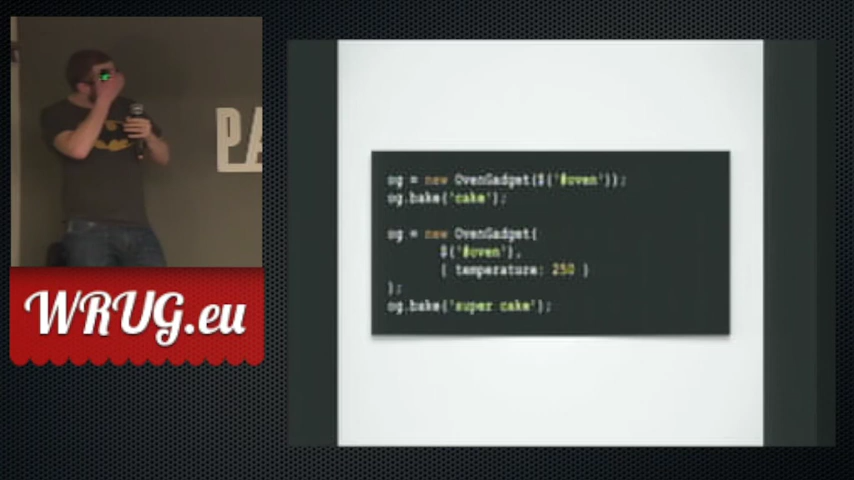 PA
WRUG.eu
og = new OvenGadget($('#oven'));
og.bake('cake');
og = new OvenGadget(
$('#oven'),
{ temperature: 250 }
);
og.bake('super cake');